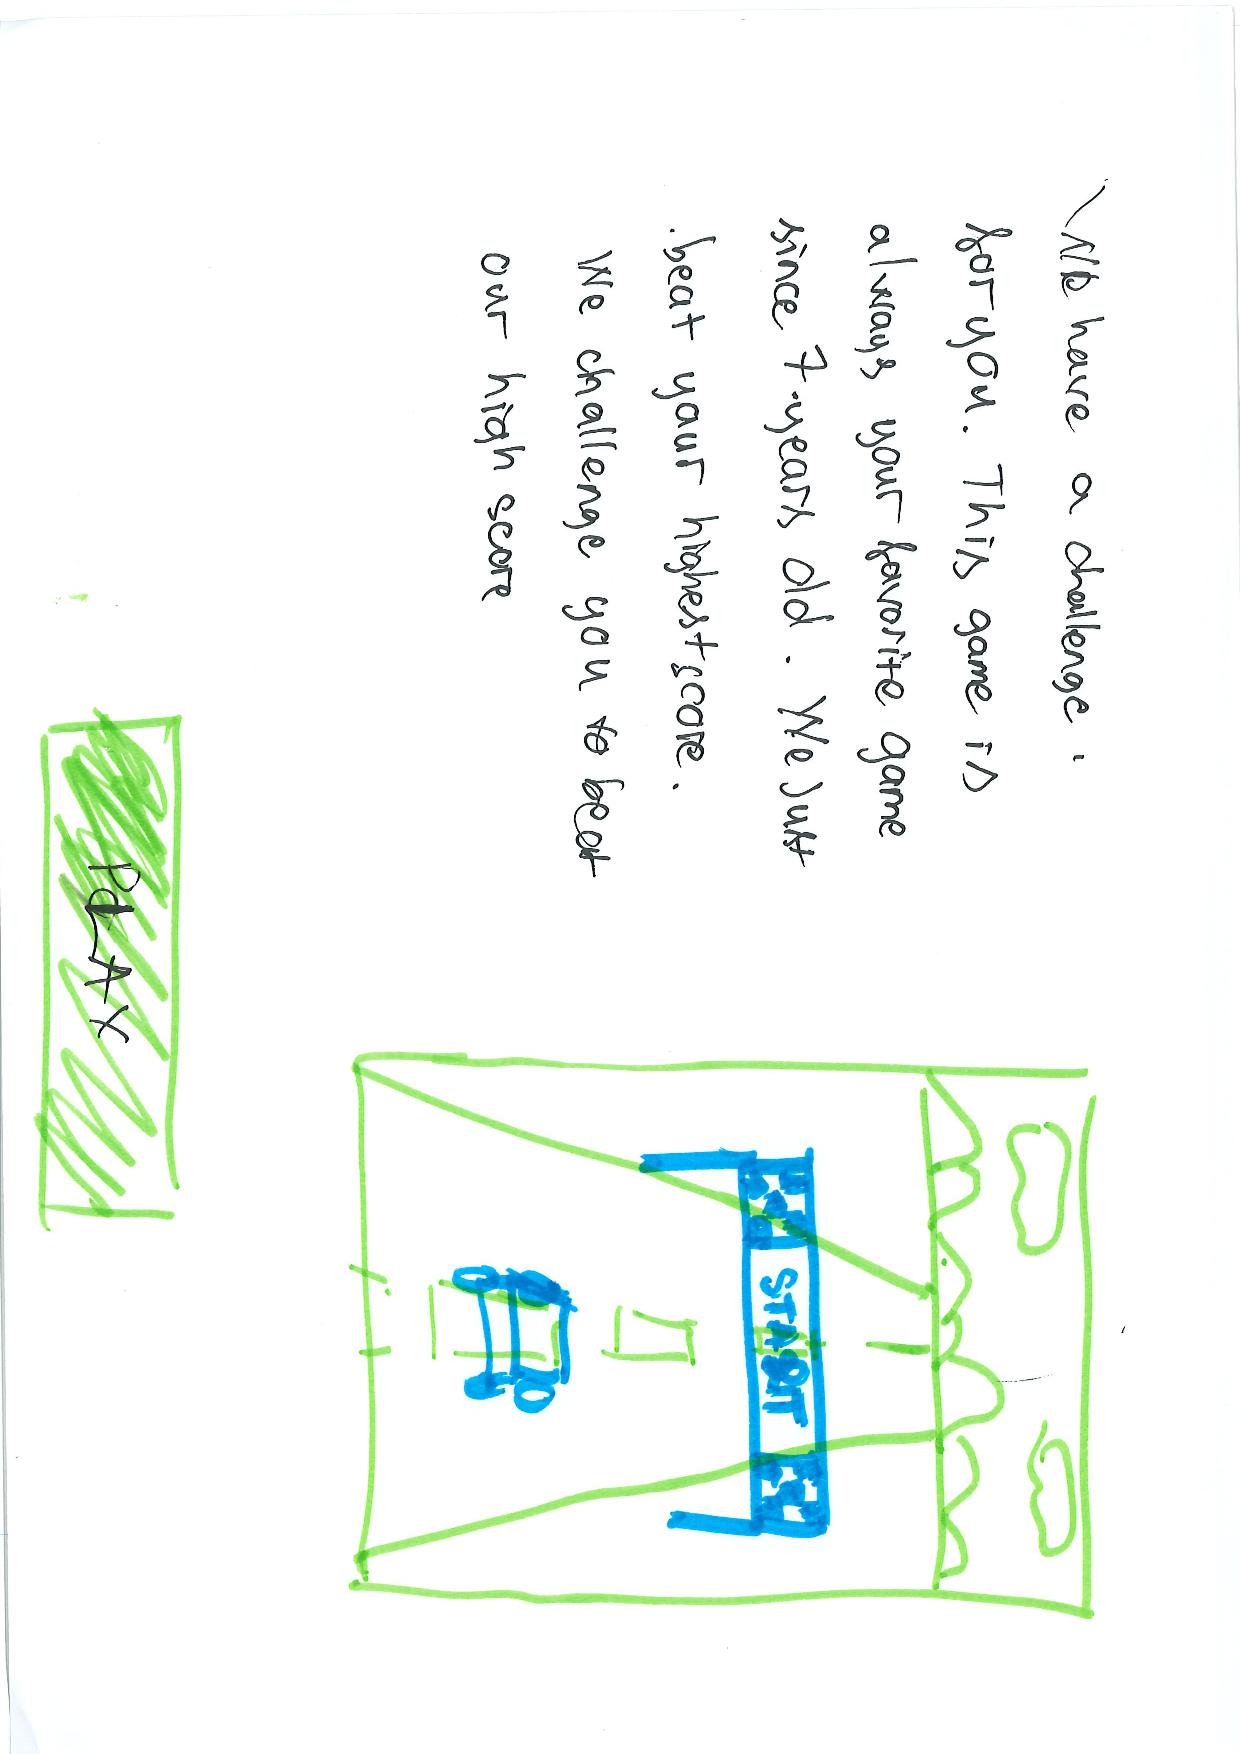 We have a challenge.
for you. This game is
always your favorite game
since 7-years old. We Just
beat your highest score.
We challenge you to beat
our high score
START
PLAY